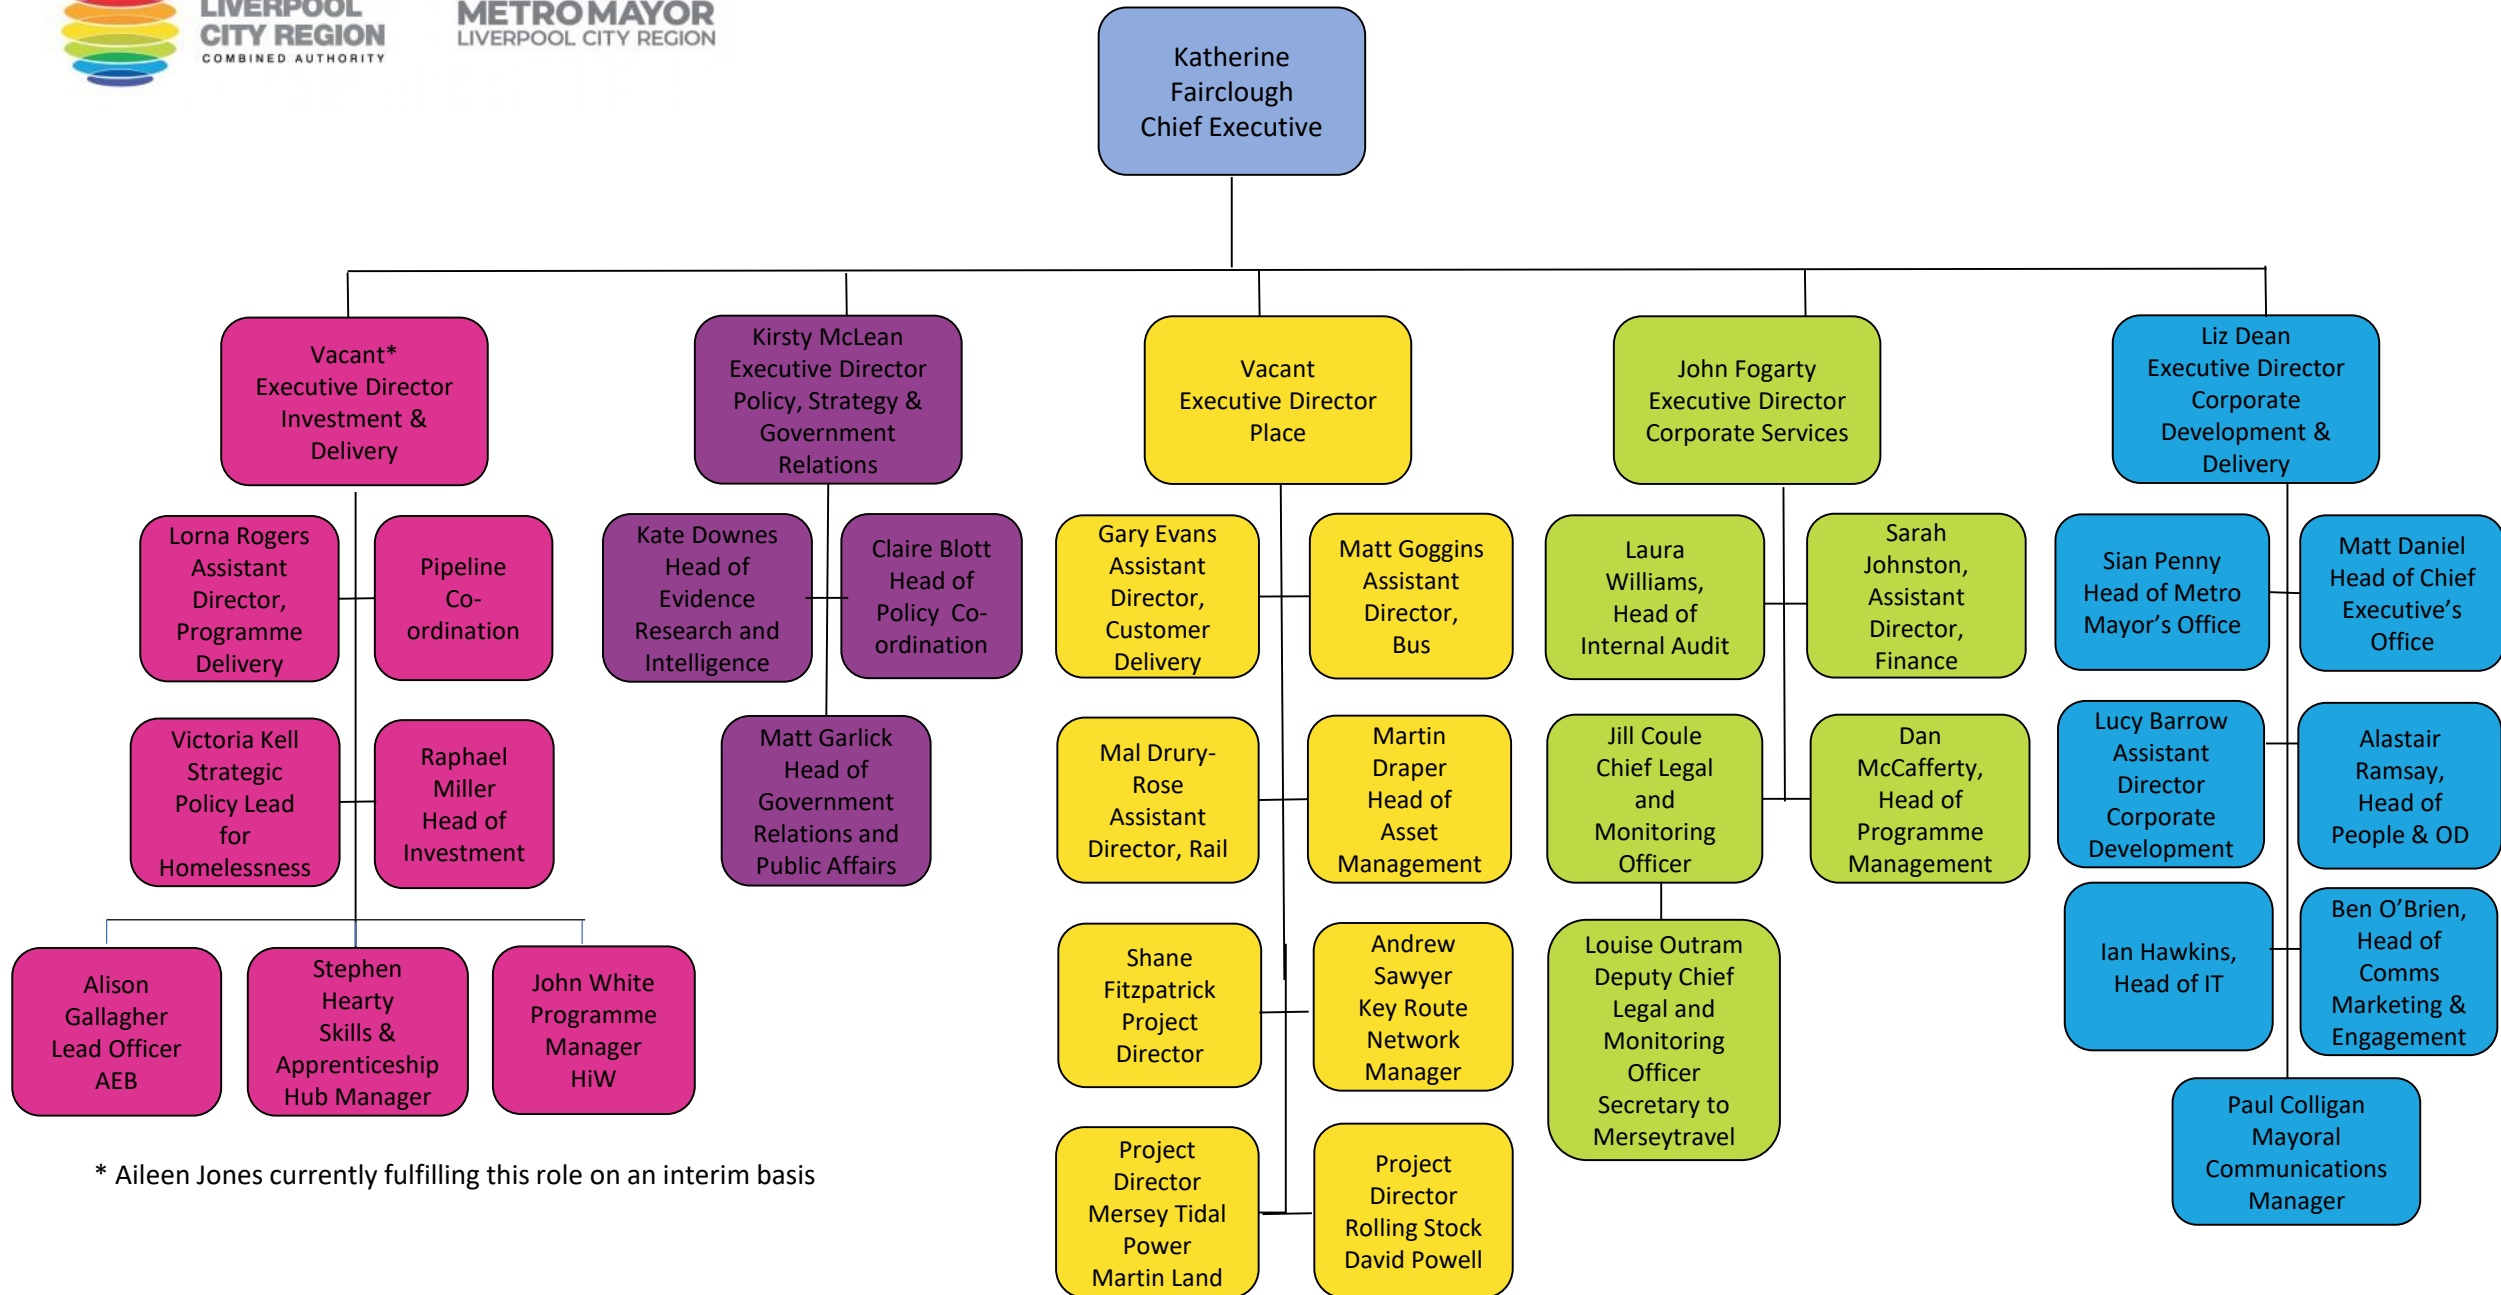 LIVERPOOL
CITY REGION
COMBINED AUTHORITY
METRO MAYOR
LIVERPOOL CITY REGION
Katherine
Fairclough
Chief Executive
Vacant*
Executive Director
Investment &
Delivery
Kirsty McLean
Executive Director
Policy, Strategy &
Government
Relations
Vacant
Executive Director
Place
John Fogarty
Executive Director
Corporate Services
Liz Dean
Executive Director
Corporate
Development &
Delivery
Lorna Rogers
Assistant
Director,
Programme
Delivery
Pipeline
Co-
ordination
Kate Downes
Head of
Evidence
Research and
Intelligence
Claire Blott
Head of
Policy Co-
ordination
Gary Evans
Assistant
Director,
Customer
Delivery
Matt Goggins
Assistant
Director,
Bus
Laura
Williams,
Head of
Internal Audit
Sarah
Johnston,
Assistant
Director,
Finance
Sian Penny
Head of Metro
Mayor’s Office
Matt Daniel
Head of Chief
Executive’s
Office
Victoria Kell
Strategic
Policy Lead
for
Homelessness
Raphael
Miller
Head of
Investment
Matt Garlick
Head of
Government
Relations and
Public Affairs
Mal Drury-
Rose
Assistant
Director, Rail
Martin
Draper
Head of
Asset
Management
Jill Coule
Chief Legal
and
Monitoring
Officer
Dan
McCafferty,
Head of
Programme
Management
Lucy Barrow
Assistant
Director
Corporate
Development
Alastair
Ramsay,
Head of
People & OD
Alison
Gallagher
Lead Officer
AEB
Stephen
Hearty
Skills &
Apprenticeship
Hub Manager
John White
Programme
Manager
HiW
Shane
Fitzpatrick
Project
Director
Andrew
Sawyer
Key Route
Network
Manager
Louise Outram
Deputy Chief
Legal and
Monitoring
Officer
Secretary to
Merseytravel
Ian Hawkins,
Head of IT
Ben O’Brien,
Head of
Comms
Marketing &
Engagement
Project
Director
Mersey Tidal
Power
Martin Land
Project
Director
Rolling Stock
David Powell
Paul Colligan
Mayoral
Communications
Manager
* Aileen Jones currently fulfilling this role on an interim basis